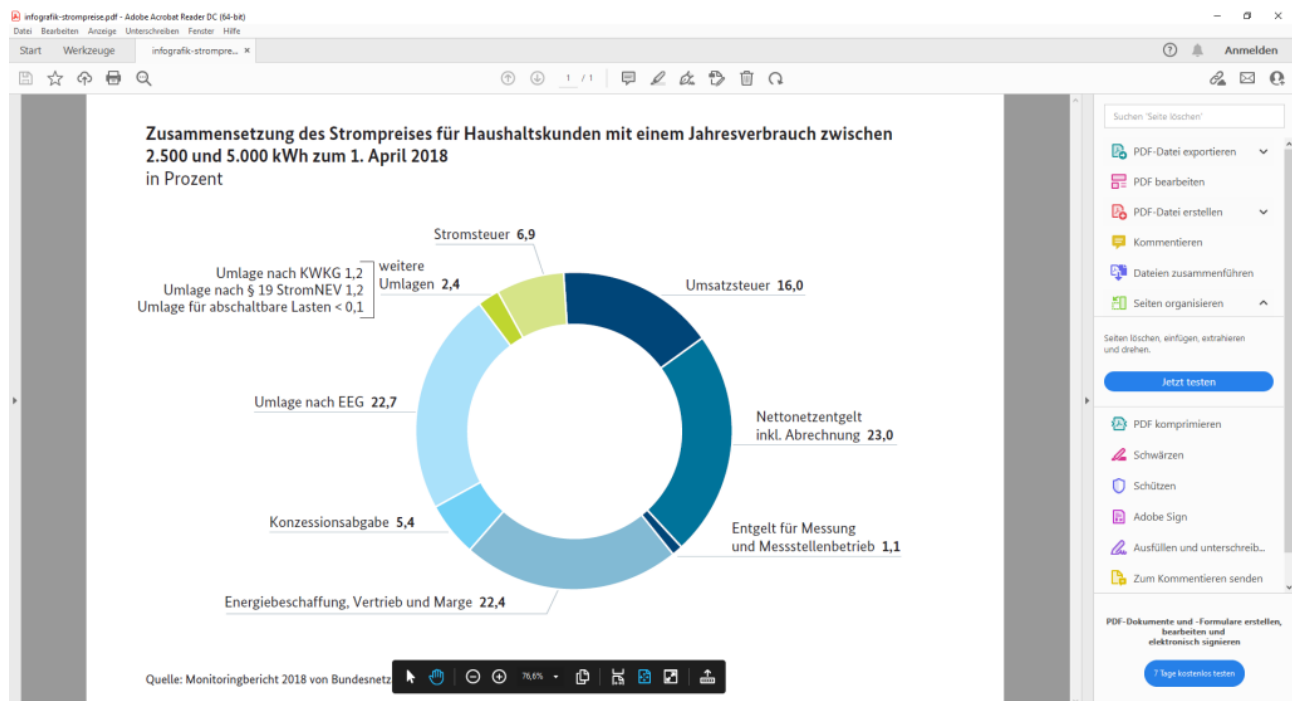 infografik-strompreise.pdf - Adobe Acrobat Reader DC (64-bit)
Datei Bearbeiten Anzeige Unterschreiben Fenster Hilfe
Start Werkzeuge infografik-strompre... × Anmelden
1 / 1
Zusammensetzung des Strompreises für Haushaltskunden mit einem Jahresverbrauch zwischen
2.500 und 5.000 kWh zum 1. April 2018
in Prozent
Stromsteuer 6,9
Umlage nach KWKG 1,2
Umlage nach § 19 StromNEV 1,2
Umlage für abschaltbare Lasten < 0,1
weitere
Umlagen 2,4
Umsatzsteuer 16,0
Umlage nach EEG 22,7
Nettonetzentgelt
inkl. Abrechnung 23,0
Konzessionsabgabe 5,4
Entgelt für Messung
und Messstellenbetrieb 1,1
Energiebeschaffung, Vertrieb und Marge 22,4
Quelle: Monitoringbericht 2018 von Bundesnetz
76,6%
Suchen 'Seite löschen'
PDF-Datei exportieren
PDF bearbeiten
PDF-Datei erstellen
Kommentieren
Dateien zusammenführen
Seiten organisieren
Seiten löschen, einfügen, extrahieren
und drehen.
Jetzt testen
PDF komprimieren
Schwärzen
Schützen
Adobe Sign
Ausfüllen und unterschreib...
Zum Kommentieren senden
PDF-Dokumente und -Formulare erstellen,
bearbeiten und
elektronisch signieren
7 Tage kostenlos testen